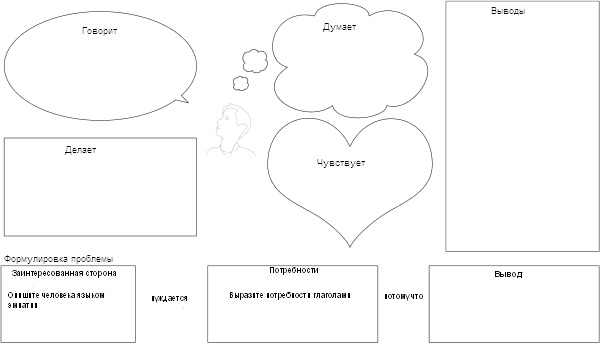 Говорит
Думает
Выводы
Делает
Чувствует
Формулировка проблемы
Заинтересованная сторона
Потребности
Вывод
Опишите человека языком
эмпатии
нуждается
Выразите потребности глаголами
потому что